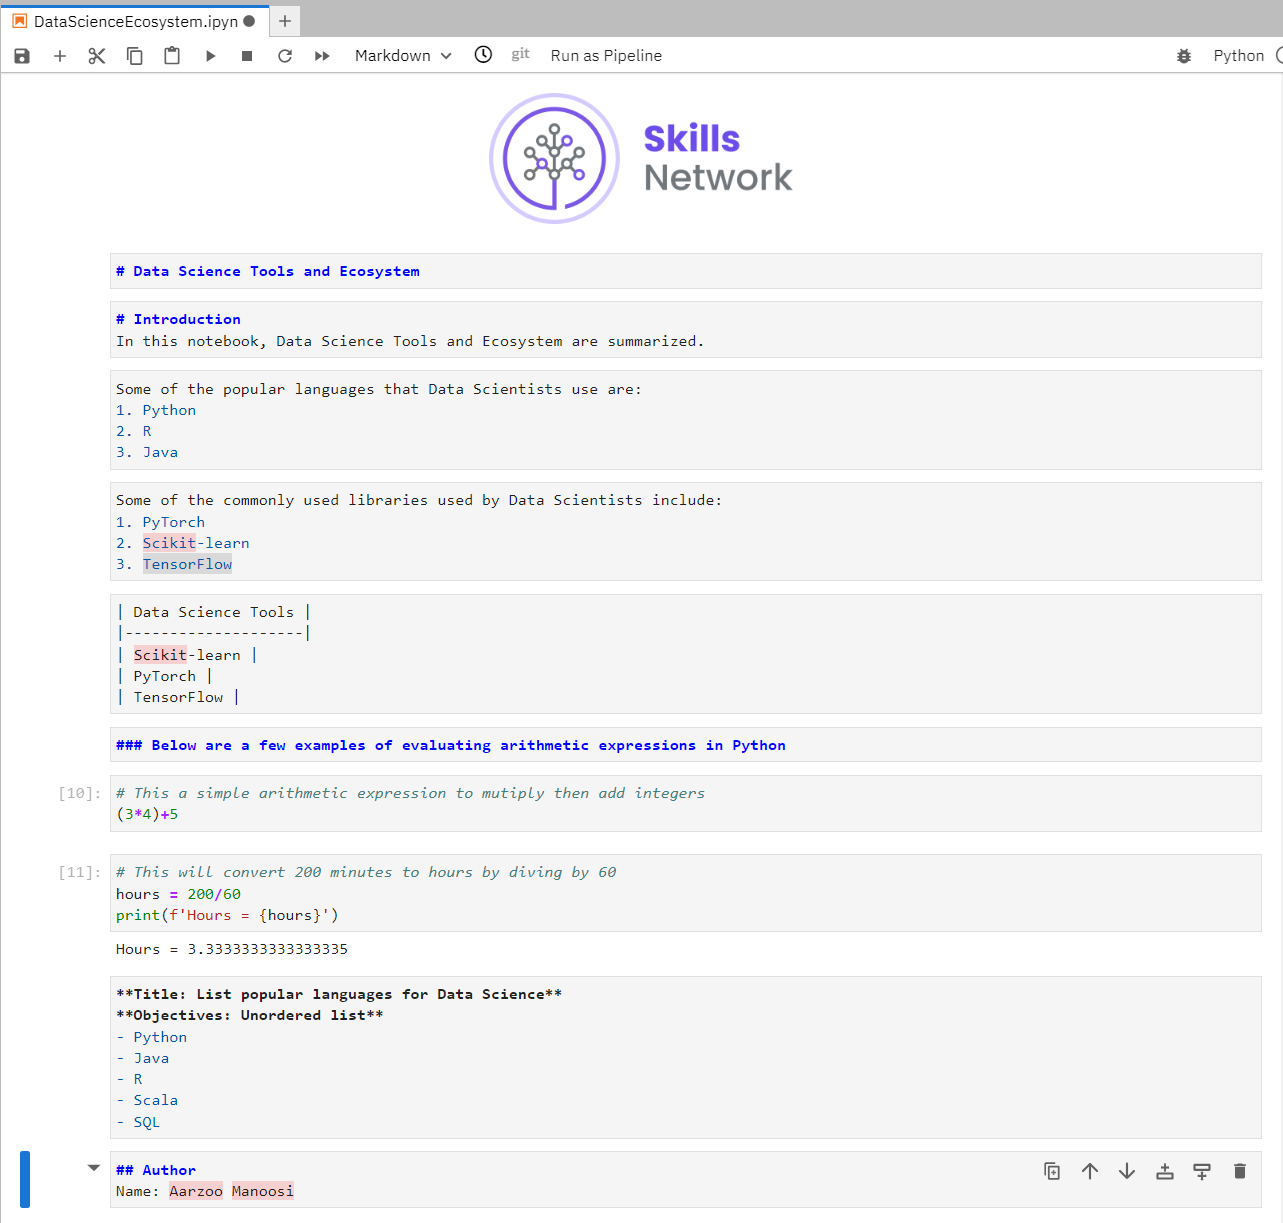 DataScienceEcosystem.ipyn
Markdown git Run as Pipeline Python
Skills
Network
# Data Science Tools and Ecosystem
# Introduction
In this notebook, Data Science Tools and Ecosystem are summarized.
Some of the popular languages that Data Scientists use are:
1. Python
2. R
3. Java
Some of the commonly used libraries used by Data Scientists include:
1. PyTorch
2. Scikit-learn
3. TensorFlow
| Data Science Tools |
|--------------------|
| Scikit-learn |
| PyTorch |
| TensorFlow |
### Below are a few examples of evaluating arithmetic expressions in Python
[10]: # This a simple arithmetic expression to mutiply then add integers
(3*4)+5
[11]: # This will convert 200 minutes to hours by diving by 60
hours = 200/60
print(f'Hours = {hours}')
Hours = 3.3333333333333335
**Title: List popular languages for Data Science**
**Objectives: Unordered list**
- Python
- Java
- R
- Scala
- SQL
## Author
Name: Aarzoo Manoosi